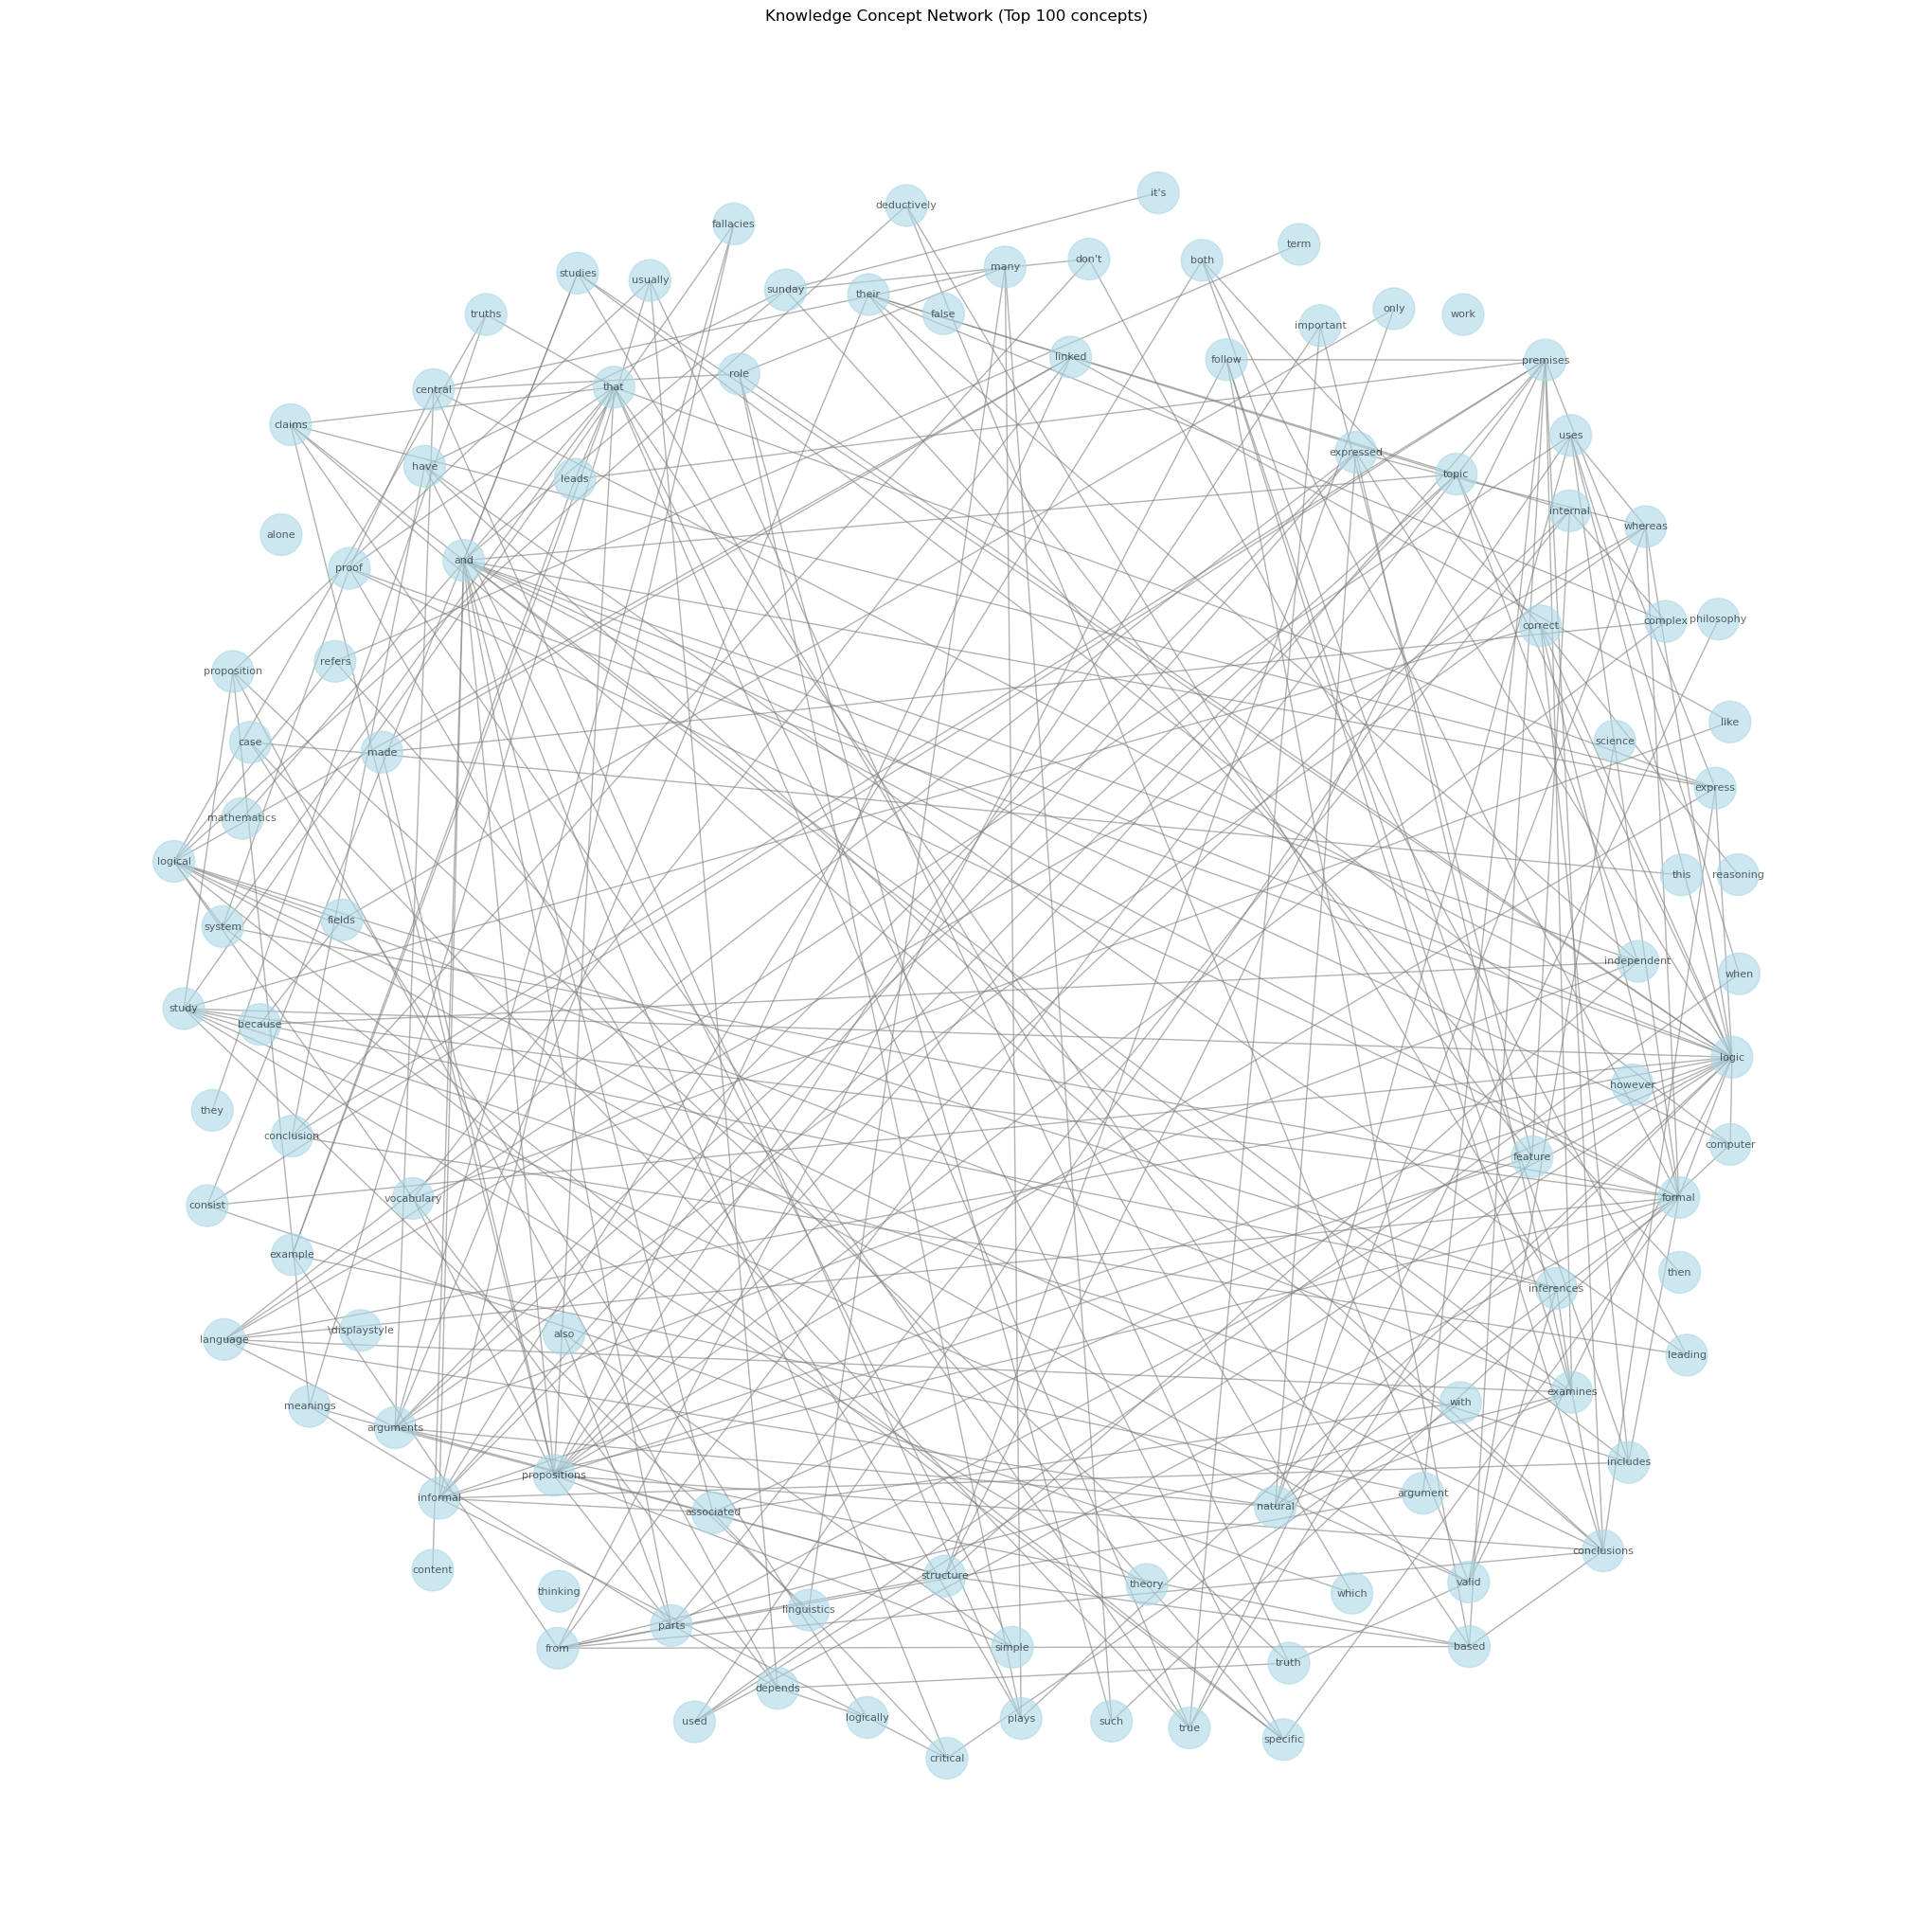 Knowledge Concept Network (Top 100 concepts)
it's
deductively
fallacies
term
don't
both
many
studies
usually
sunday
their
only
truths
false
work
important
linked
follow
premises
role
that
central
claims
uses
expressed
have
topic
leads
internal
whereas
alone
and
proof
philosophy
complex
correct
refers
proposition
like
science
case
made
express
mathematics
logical
this
reasoning
fields
system
independent
when
study
because
logic
however
they
conclusion
computer
feature
formal
vocabulary
consist
example
then
inferences
\displaystyle
also
language
leading
examines
with
meanings
arguments
includes
propositions
argument
informal
natural
associated
conclusions
content
structure
valid
theory
thinking
which
linguistics
parts
based
simple
from
truth
depends
logically
plays
used
such
true
specific
critical